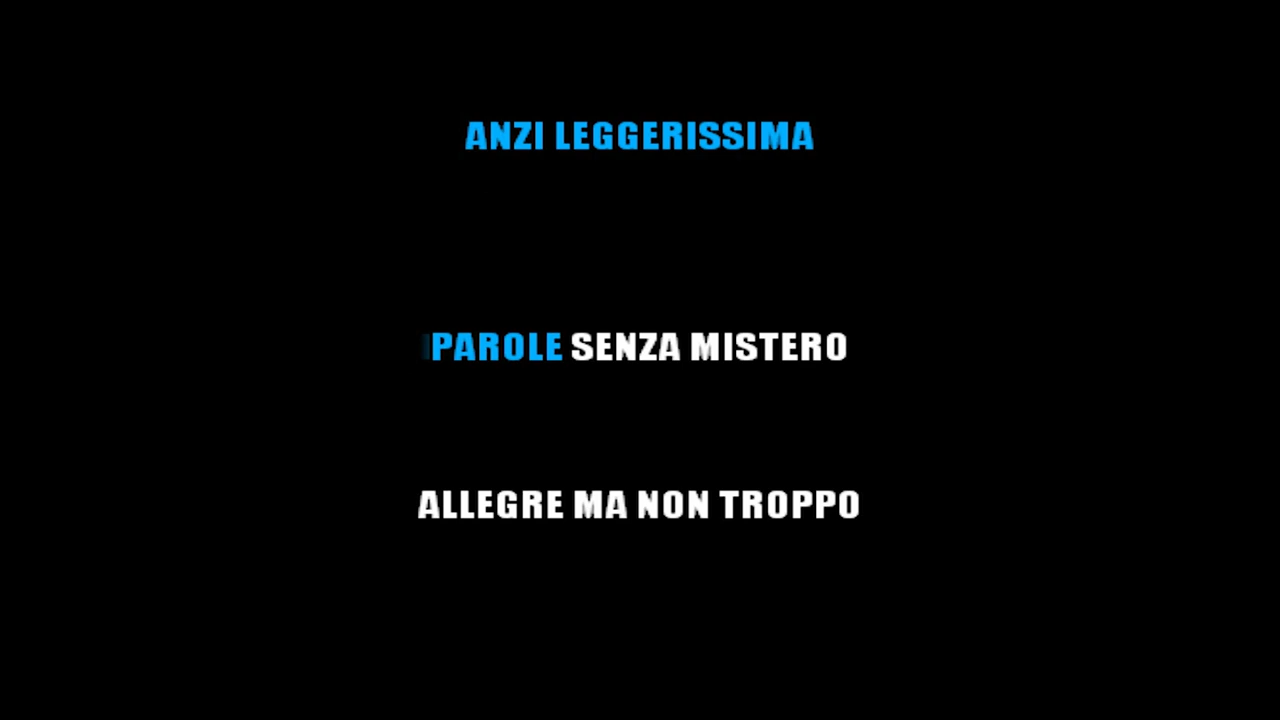 ANZI LEGGERISSIMA
PAROLE SENZA MISTERO
ALLEGRE MA NON TROPPO